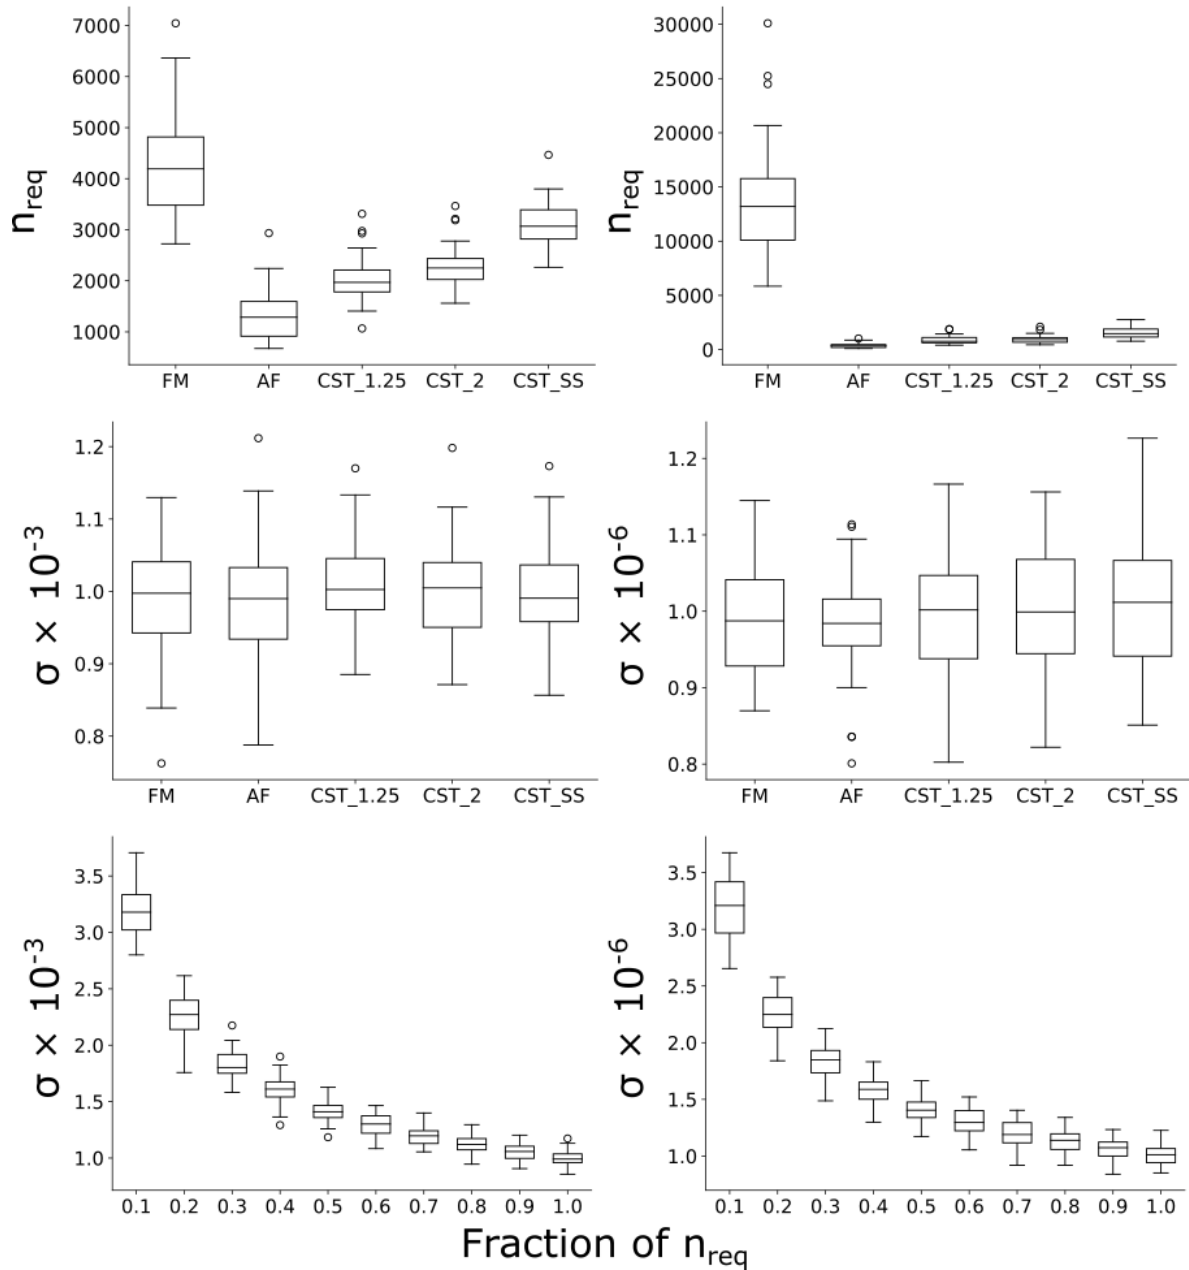 n_req
7000
6000
5000
4000
3000
2000
1000
FM AF CST_1.25 CST_2 CST_SS
n_req
30000
25000
20000
15000
10000
5000
0
FM AF CST_1.25 CST_2 CST_SS
σ × 10^-3
1.2
1.1
1.0
0.9
0.8
FM AF CST_1.25 CST_2 CST_SS
σ × 10^-6
1.2
1.1
1.0
0.9
0.8
FM AF CST_1.25 CST_2 CST_SS
σ × 10^-3
3.5
3.0
2.5
2.0
1.5
1.0
0.1 0.2 0.3 0.4 0.5 0.6 0.7 0.8 0.9 1.0
σ × 10^-6
3.5
3.0
2.5
2.0
1.5
1.0
0.1 0.2 0.3 0.4 0.5 0.6 0.7 0.8 0.9 1.0
Fraction of n_req